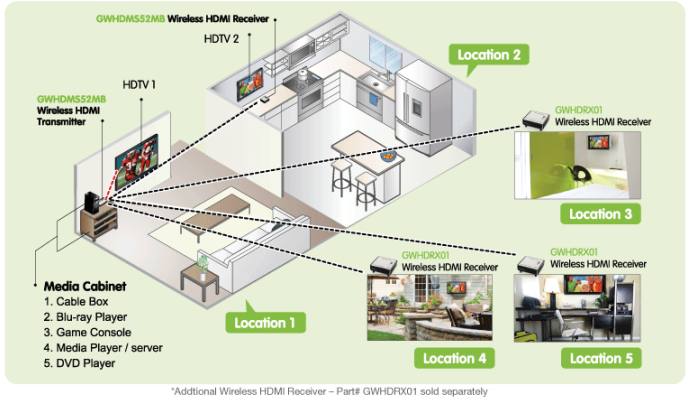 GWHDMS52MB Wireless HDMI Receiver
HDTV 2
Location 2
HDTV 1
GWHDMS52MB
Wireless HDMI
Transmitter
GWHDRX01
Wireless HDMI Receiver
Location 3
GWHDRX01
Wireless HDMI Receiver
GWHDRX01
Wireless HDMI Receiver
Media Cabinet
1. Cable Box
2. Blu-ray Player
3. Game Console
4. Media Player / server
5. DVD Player
Location 1
Location 4
Location 5
*Addtional Wireless HDMI Receiver – Part# GWHDRX01 sold separately